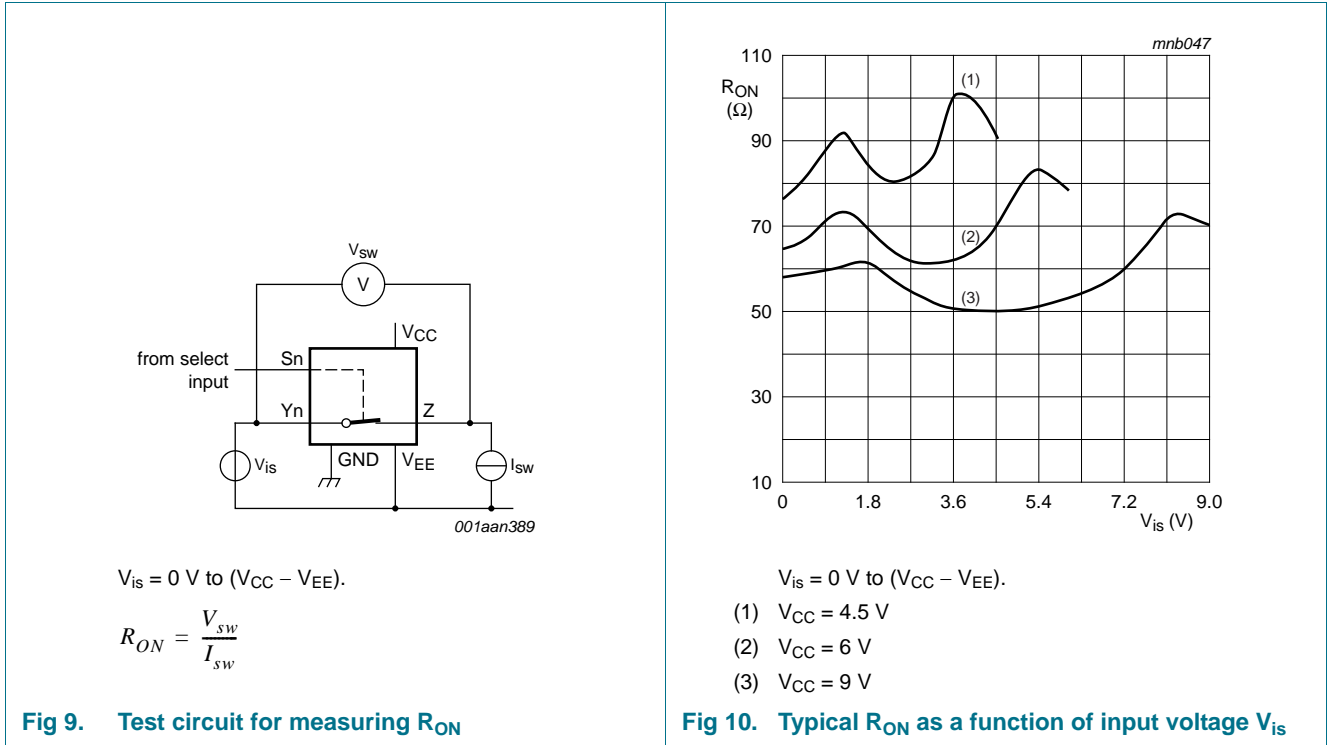 V_SW
V
V_CC
from select
input
Sn
Yn
Z
V_is
GND
V_EE
I_sw
001aan389
V_is = 0 V to (V_CC − V_EE).
R_ON = V_sw / I_sw
Fig 9. Test circuit for measuring R_ON
mnb047
110
R_ON
(Ω)
90
70
50
30
10
(1)
(2)
(3)
0 1.8 3.6 5.4 7.2 9.0
V_is (V)
V_is = 0 V to (V_CC − V_EE).
(1) V_CC = 4.5 V
(2) V_CC = 6 V
(3) V_CC = 9 V
Fig 10. Typical R_ON as a function of input voltage V_is